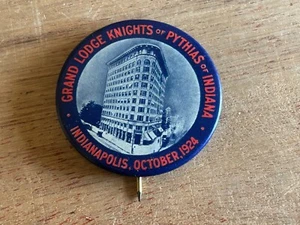 GRAND LODGE KNIGHTS OF PYTHIAS OF INDIANA
INDIANAPOLIS, OCTOBER, 1924